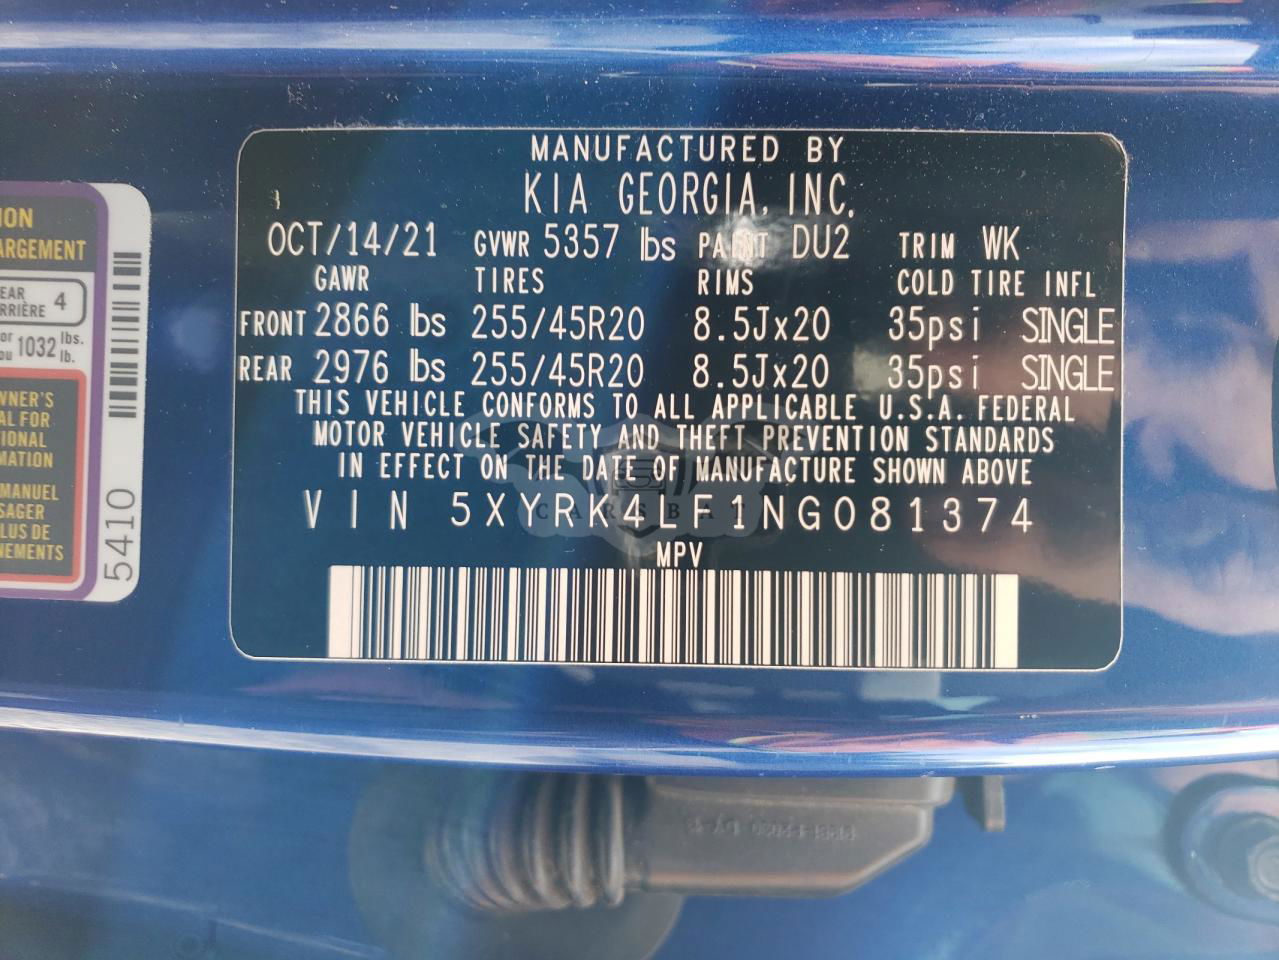 MANUFACTURED BY
KIA GEORGIA, INC.
OCT/14/21 GVWR 5357 lbs PAINT DU2 TRIM WK
GAWR TIRES RIMS COLD TIRE INFL
FRONT 2866 lbs 255/45R20 8.5Jx20 35psi SINGLE
REAR 2976 lbs 255/45R20 8.5Jx20 35psi SINGLE
THIS VEHICLE CONFORMS TO ALL APPLICABLE U.S.A. FEDERAL
MOTOR VEHICLE SAFETY AND THEFT PREVENTION STANDARDS
IN EFFECT ON THE DATE OF MANUFACTURE SHOWN ABOVE
VIN 5XYRK4LF1NG081374
CARSBAT
MPV
ION
ARGEMENT
EAR 4
RRIÈRE
or 1032 lbs.
ou lb.
WNER'S
AL FOR
TIONAL
MATION
MANUEL
SAGER
LUS DE
NEMENTS
5410